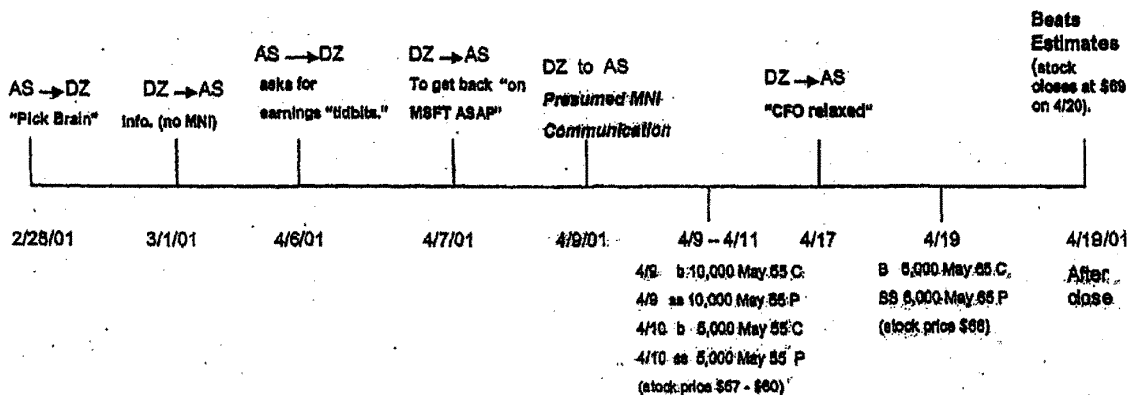 AS → DZ
"Pick Brain"
DZ → AS
Info. (no MNI)
AS → DZ
asks for
earnings "tidbits."
DZ → AS
To get back "on
MSFT ASAP"
DZ to AS
Presumed MNI
Communication
DZ → AS
"CFO relaxed"
Beats
Estimates
(stock
closes at $69
on 4/20).
2/28/01
3/1/01
4/6/01
4/7/01
4/9/01
4/9 – 4/11
4/17
4/19
4/19/01
After
close
4/9 b 10,000 May 55 C
4/9 ss 10,000 May 55 P
4/10 b 5,000 May 55 C
4/10 ss 5,000 May 55 P
(stock price $57 - $60)
B 5,000 May 65 C,
SS 5,000 May 65 P
(stock price $68)